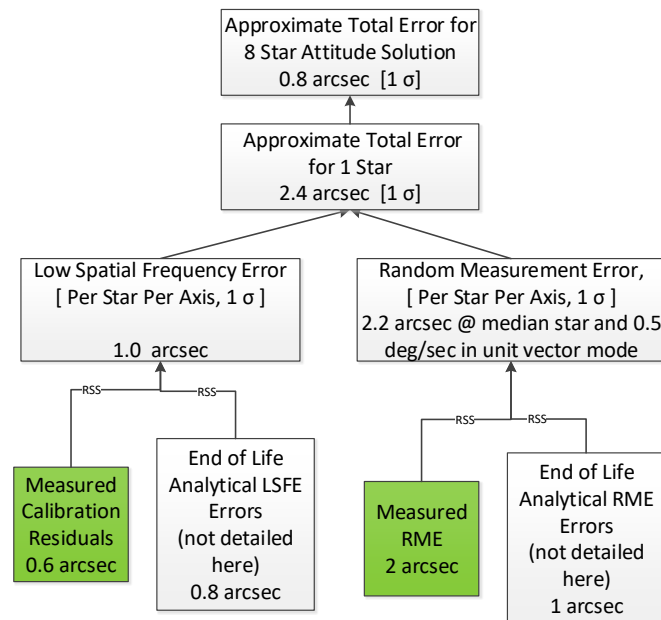 Approximate Total Error for
8 Star Attitude Solution
0.8 arcsec [1 σ]
Approximate Total Error
for 1 Star
2.4 arcsec [1 σ]
Low Spatial Frequency Error
[ Per Star Per Axis, 1 σ ]
1.0 arcsec
Random Measurement Error,
[ Per Star Per Axis, 1 σ ]
2.2 arcsec @ median star and 0.5
deg/sec in unit vector mode
RSS
RSS
RSS
RSS
Measured
Calibration
Residuals
0.6 arcsec
End of Life
Analytical LSFE
Errors
(not detailed
here)
0.8 arcsec
Measured
RME
2 arcsec
End of Life
Analytical RME
Errors
(not detailed
here)
1 arcsec